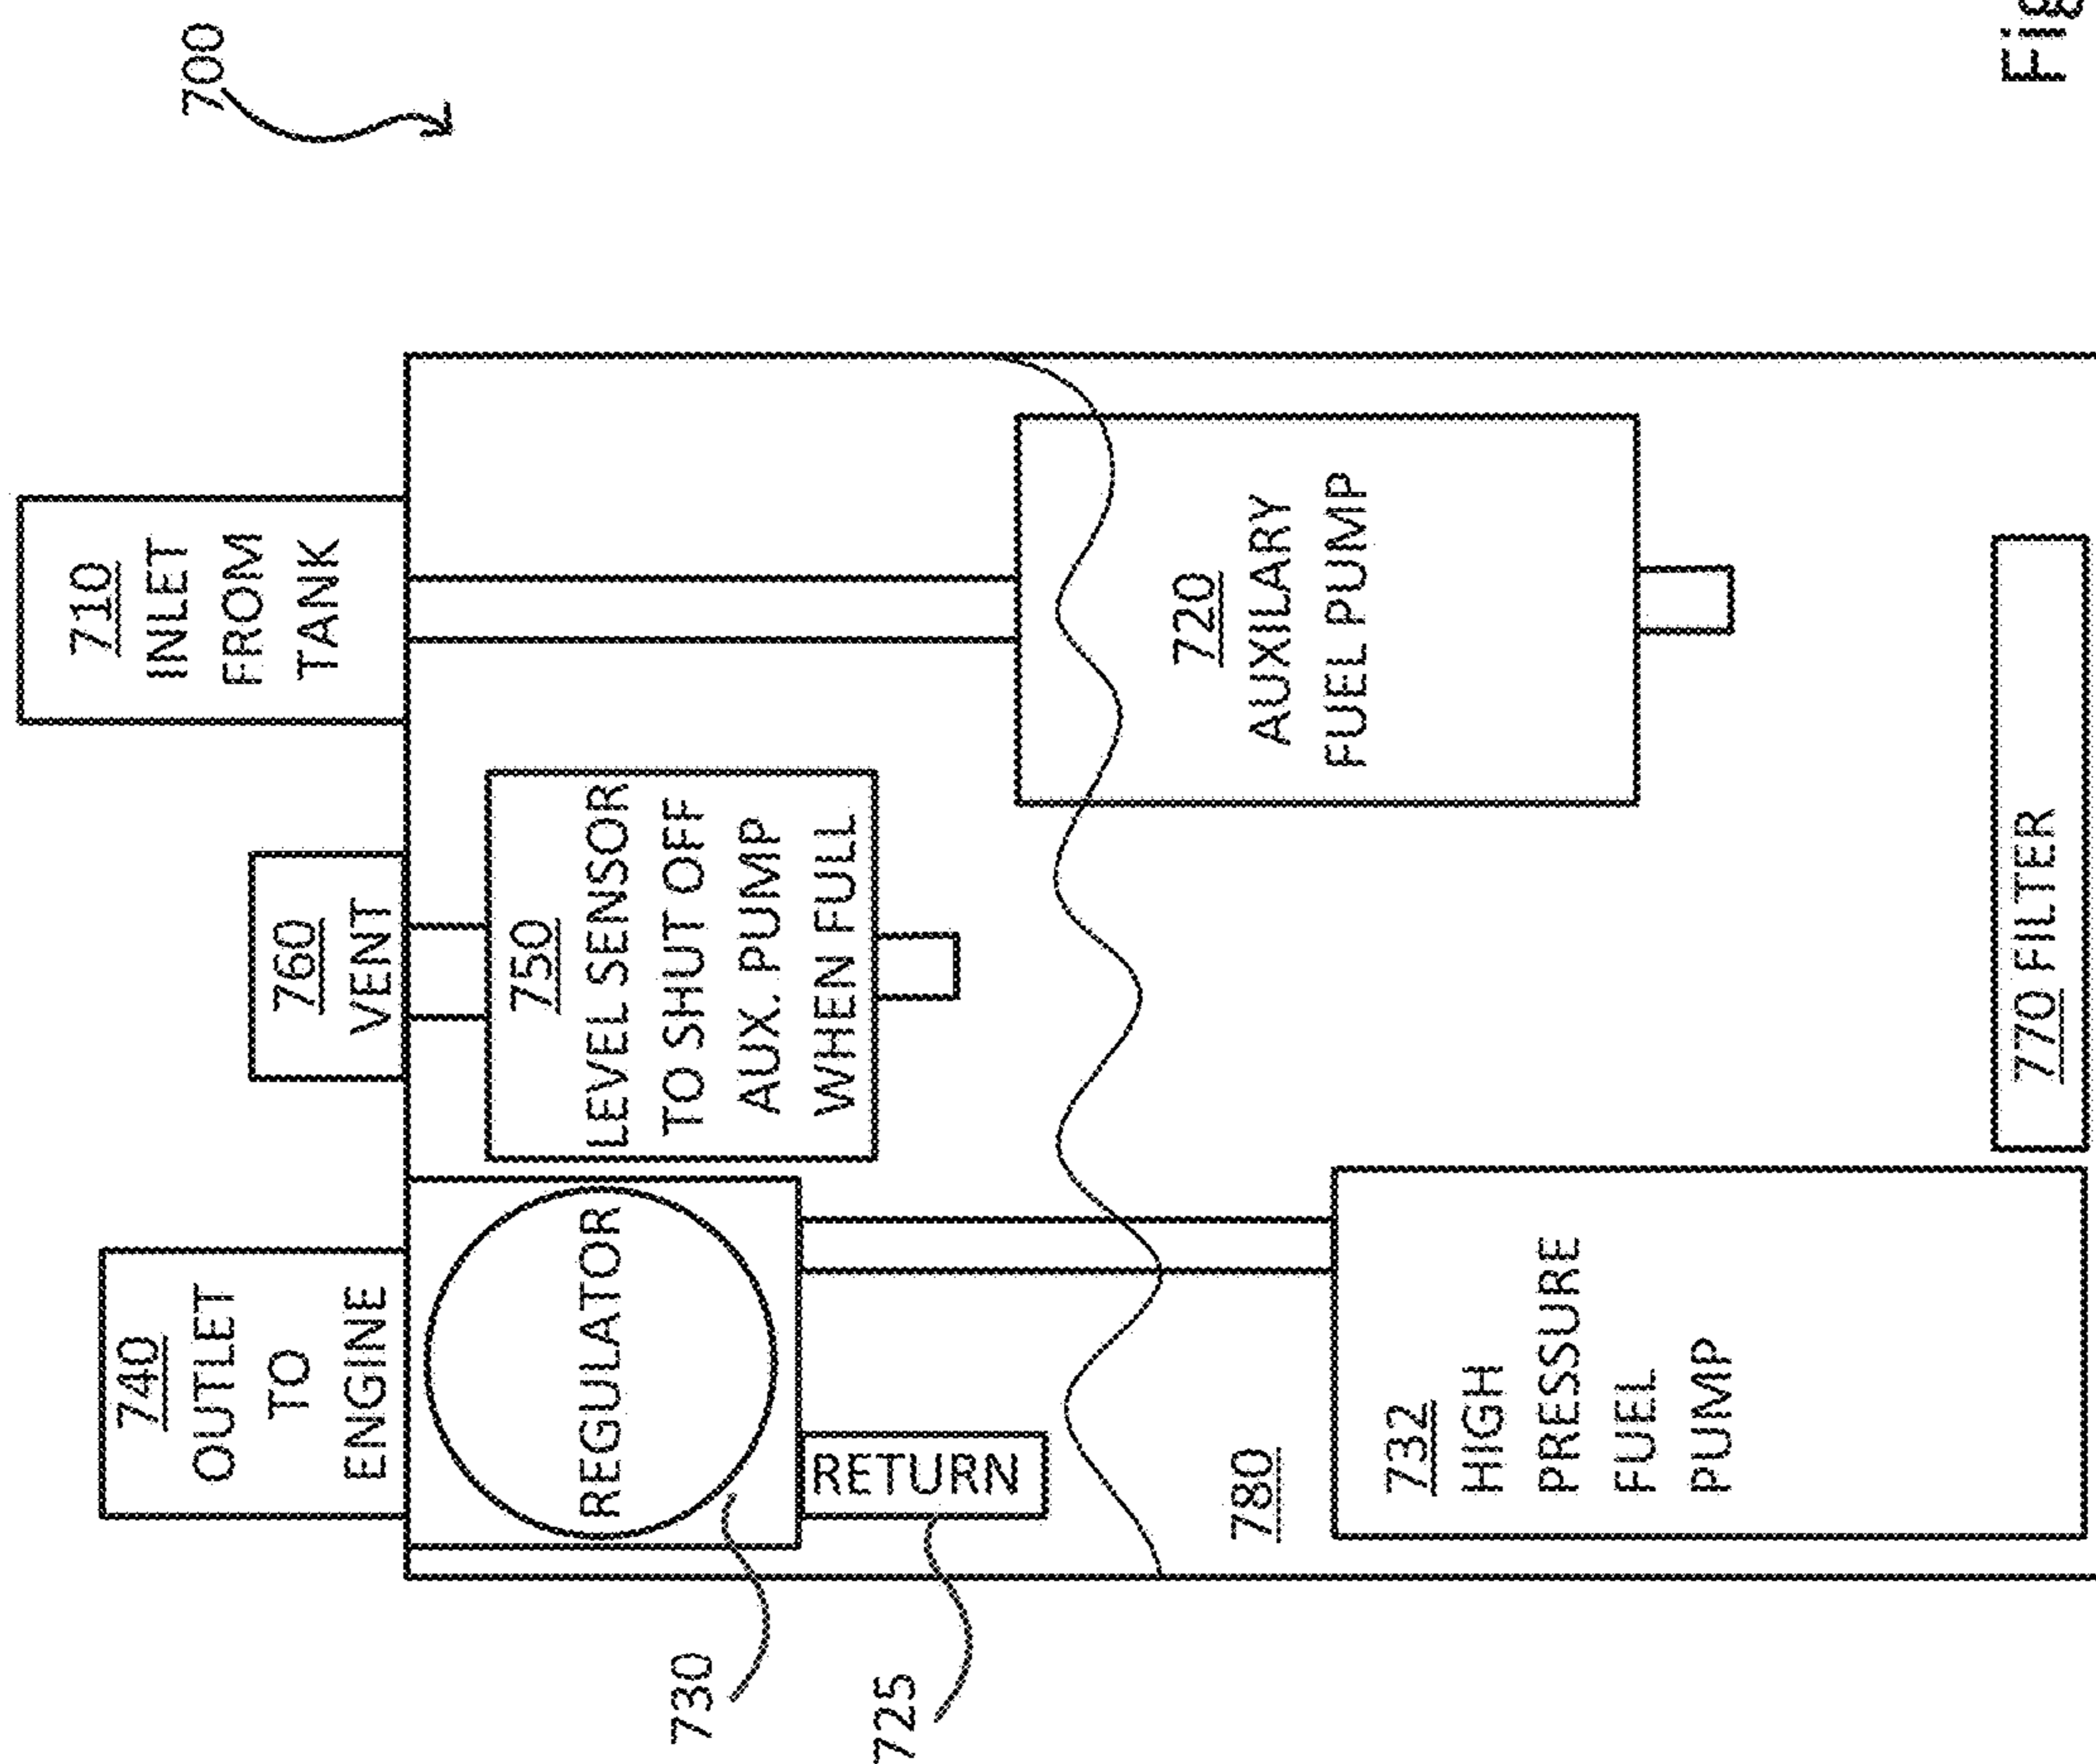 700
710
INLET
FROM
TANK
760
VENT
740
OUTLET
TO
ENGINE
750
LEVEL SENSOR
TO SHUT OFF
AUX. PUMP
WHEN FULL
REGULATOR
730
RETURN
725
720
AUXILARY
FUEL PUMP
780
732
HIGH
PRESSURE
FUEL
PUMP
770 FILTER
Fig